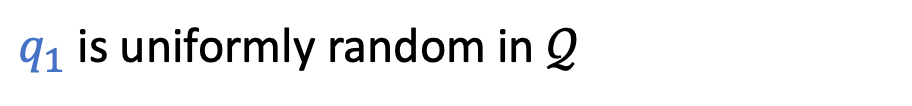 q₁ is uniformly random in 𝒬